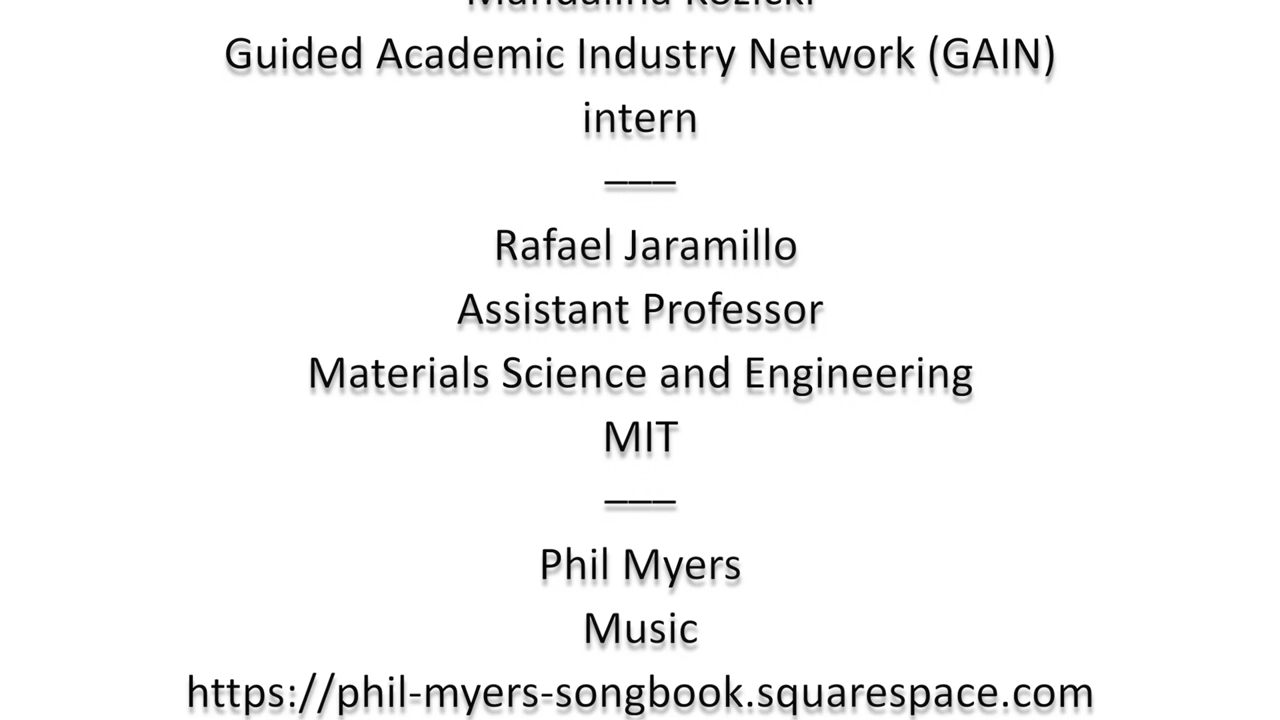 Guided Academic Industry Network (GAIN)
intern
———
Rafael Jaramillo
Assistant Professor
Materials Science and Engineering
MIT
———
Phil Myers
Music
https://phil-myers-songbook.squarespace.com